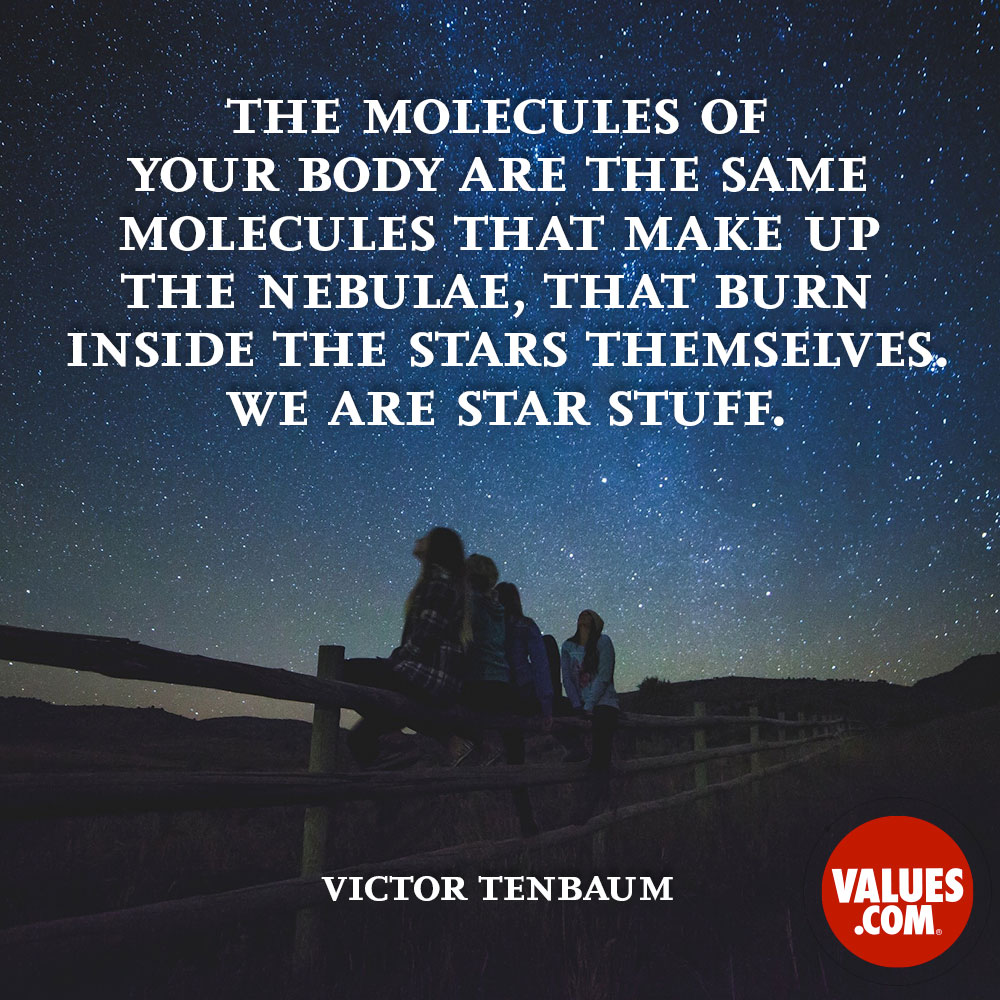 THE MOLECULES OF
YOUR BODY ARE THE SAME
MOLECULES THAT MAKE UP
THE NEBULAE, THAT BURN
INSIDE THE STARS THEMSELVES.
WE ARE STAR STUFF.
VICTOR TENBAUM
VALUES
.COM®